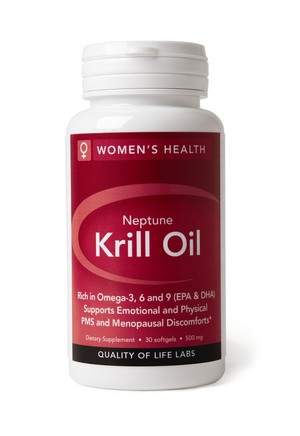 WOMEN'S HEALTH
Neptune
Krill Oil
Rich in Omega-3, 6 and 9 (EPA & DHA)
Supports Emotional and Physical
PMS and Menopausal Discomforts*
Dietary Supplement • 30 softgels • 500 mg
QUALITY OF LIFE LABS